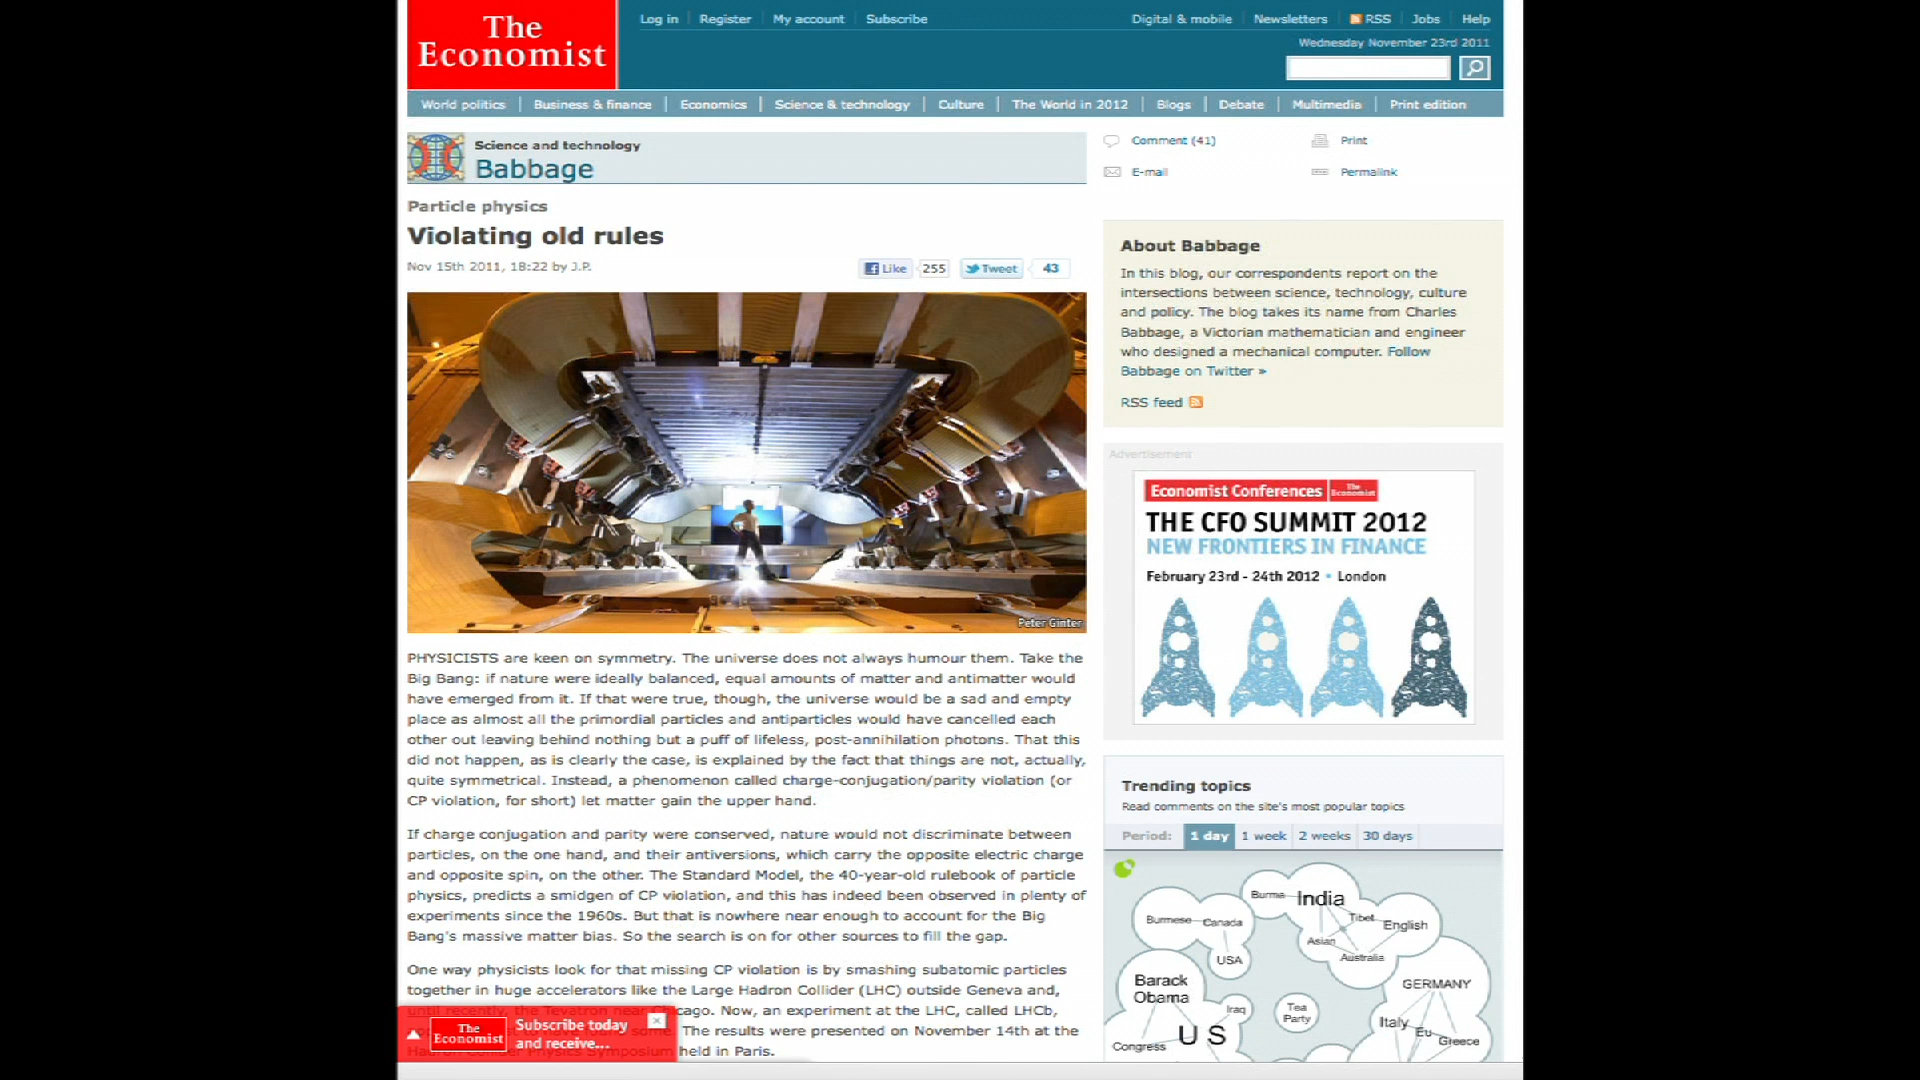 The
Economist
Log in Register My account Subscribe
Digital & mobile Newsletters RSS Jobs Help
Wednesday November 23rd 2011
World politics Business & finance Economics Science & technology Culture The World in 2012 Blogs Debate Multimedia Print edition
Science and technology
Babbage
Comment (41) Print
E-mail Permalink
Particle physics
Violating old rules
Nov 15th 2011, 18:22 by J.P.
Like 255 Tweet 43
Peter Ginter
PHYSICISTS are keen on symmetry. The universe does not always humour them. Take the
Big Bang: if nature were ideally balanced, equal amounts of matter and antimatter would
have emerged from it. If that were true, though, the universe would be a sad and empty
place as almost all the primordial particles and antiparticles would have cancelled each
other out leaving behind nothing but a puff of lifeless, post-annihilation photons. That this
did not happen, as is clearly the case, is explained by the fact that things are not, actually,
quite symmetrical. Instead, a phenomenon called charge-conjugation/parity violation (or
CP violation, for short) let matter gain the upper hand.
If charge conjugation and parity were conserved, nature would not discriminate between
particles, on the one hand, and their antiversions, which carry the opposite electric charge
and opposite spin, on the other. The Standard Model, the 40-year-old rulebook of particle
physics, predicts a smidgen of CP violation, and this has indeed been observed in plenty of
experiments since the 1960s. But that is nowhere near enough to account for the Big
Bang's massive matter bias. So the search is on for other sources to fill the gap.
One way physicists look for that missing CP violation is by smashing subatomic particles
together in huge accelerators like the Large Hadron Collider (LHC) outside Geneva and,
until recently, the Tevatron near Chicago. Now, an experiment at the LHC, called LHCb,
The results were presented on November 14th at the
Hadron Collider Physics Symposium held in Paris.
The
Economist
Subscribe today
and receive...
About Babbage
In this blog, our correspondents report on the
intersections between science, technology, culture
and policy. The blog takes its name from Charles
Babbage, a Victorian mathematician and engineer
who designed a mechanical computer. Follow
Babbage on Twitter »
RSS feed
Advertisement
Economist Conferences The Economist
THE CFO SUMMIT 2012
NEW FRONTIERS IN FINANCE
February 23rd - 24th 2012 • London
Trending topics
Read comments on the site's most popular topics
Period: 1 day 1 week 2 weeks 30 days
Burma India
Burmese Canada Tibet English
Asian
USA Australia
Barack
Obama
GERMANY
Iraq Tea
Party
Italy Eu
US Greece
Congress